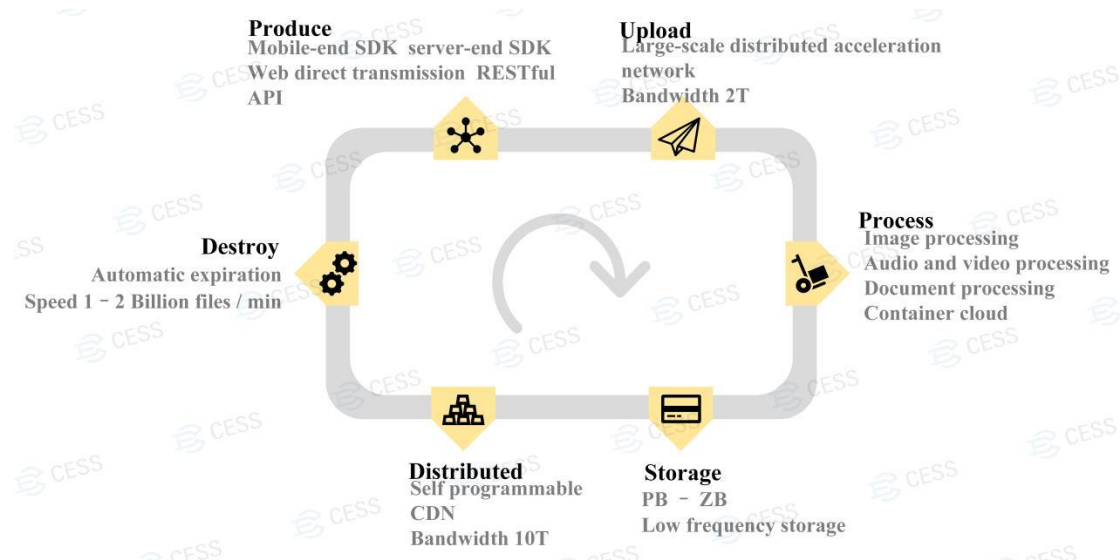 Produce
Mobile-end SDK server-end SDK
Web direct transmission RESTful
API
Upload
Large-scale distributed acceleration
network
Bandwidth 2T
Process
Image processing
Audio and video processing
Document processing
Container cloud
Storage
PB – ZB
Low frequency storage
Distributed
Self programmable
CDN
Bandwidth 10T
Destroy
Automatic expiration
Speed 1 – 2 Billion files / min
CESS